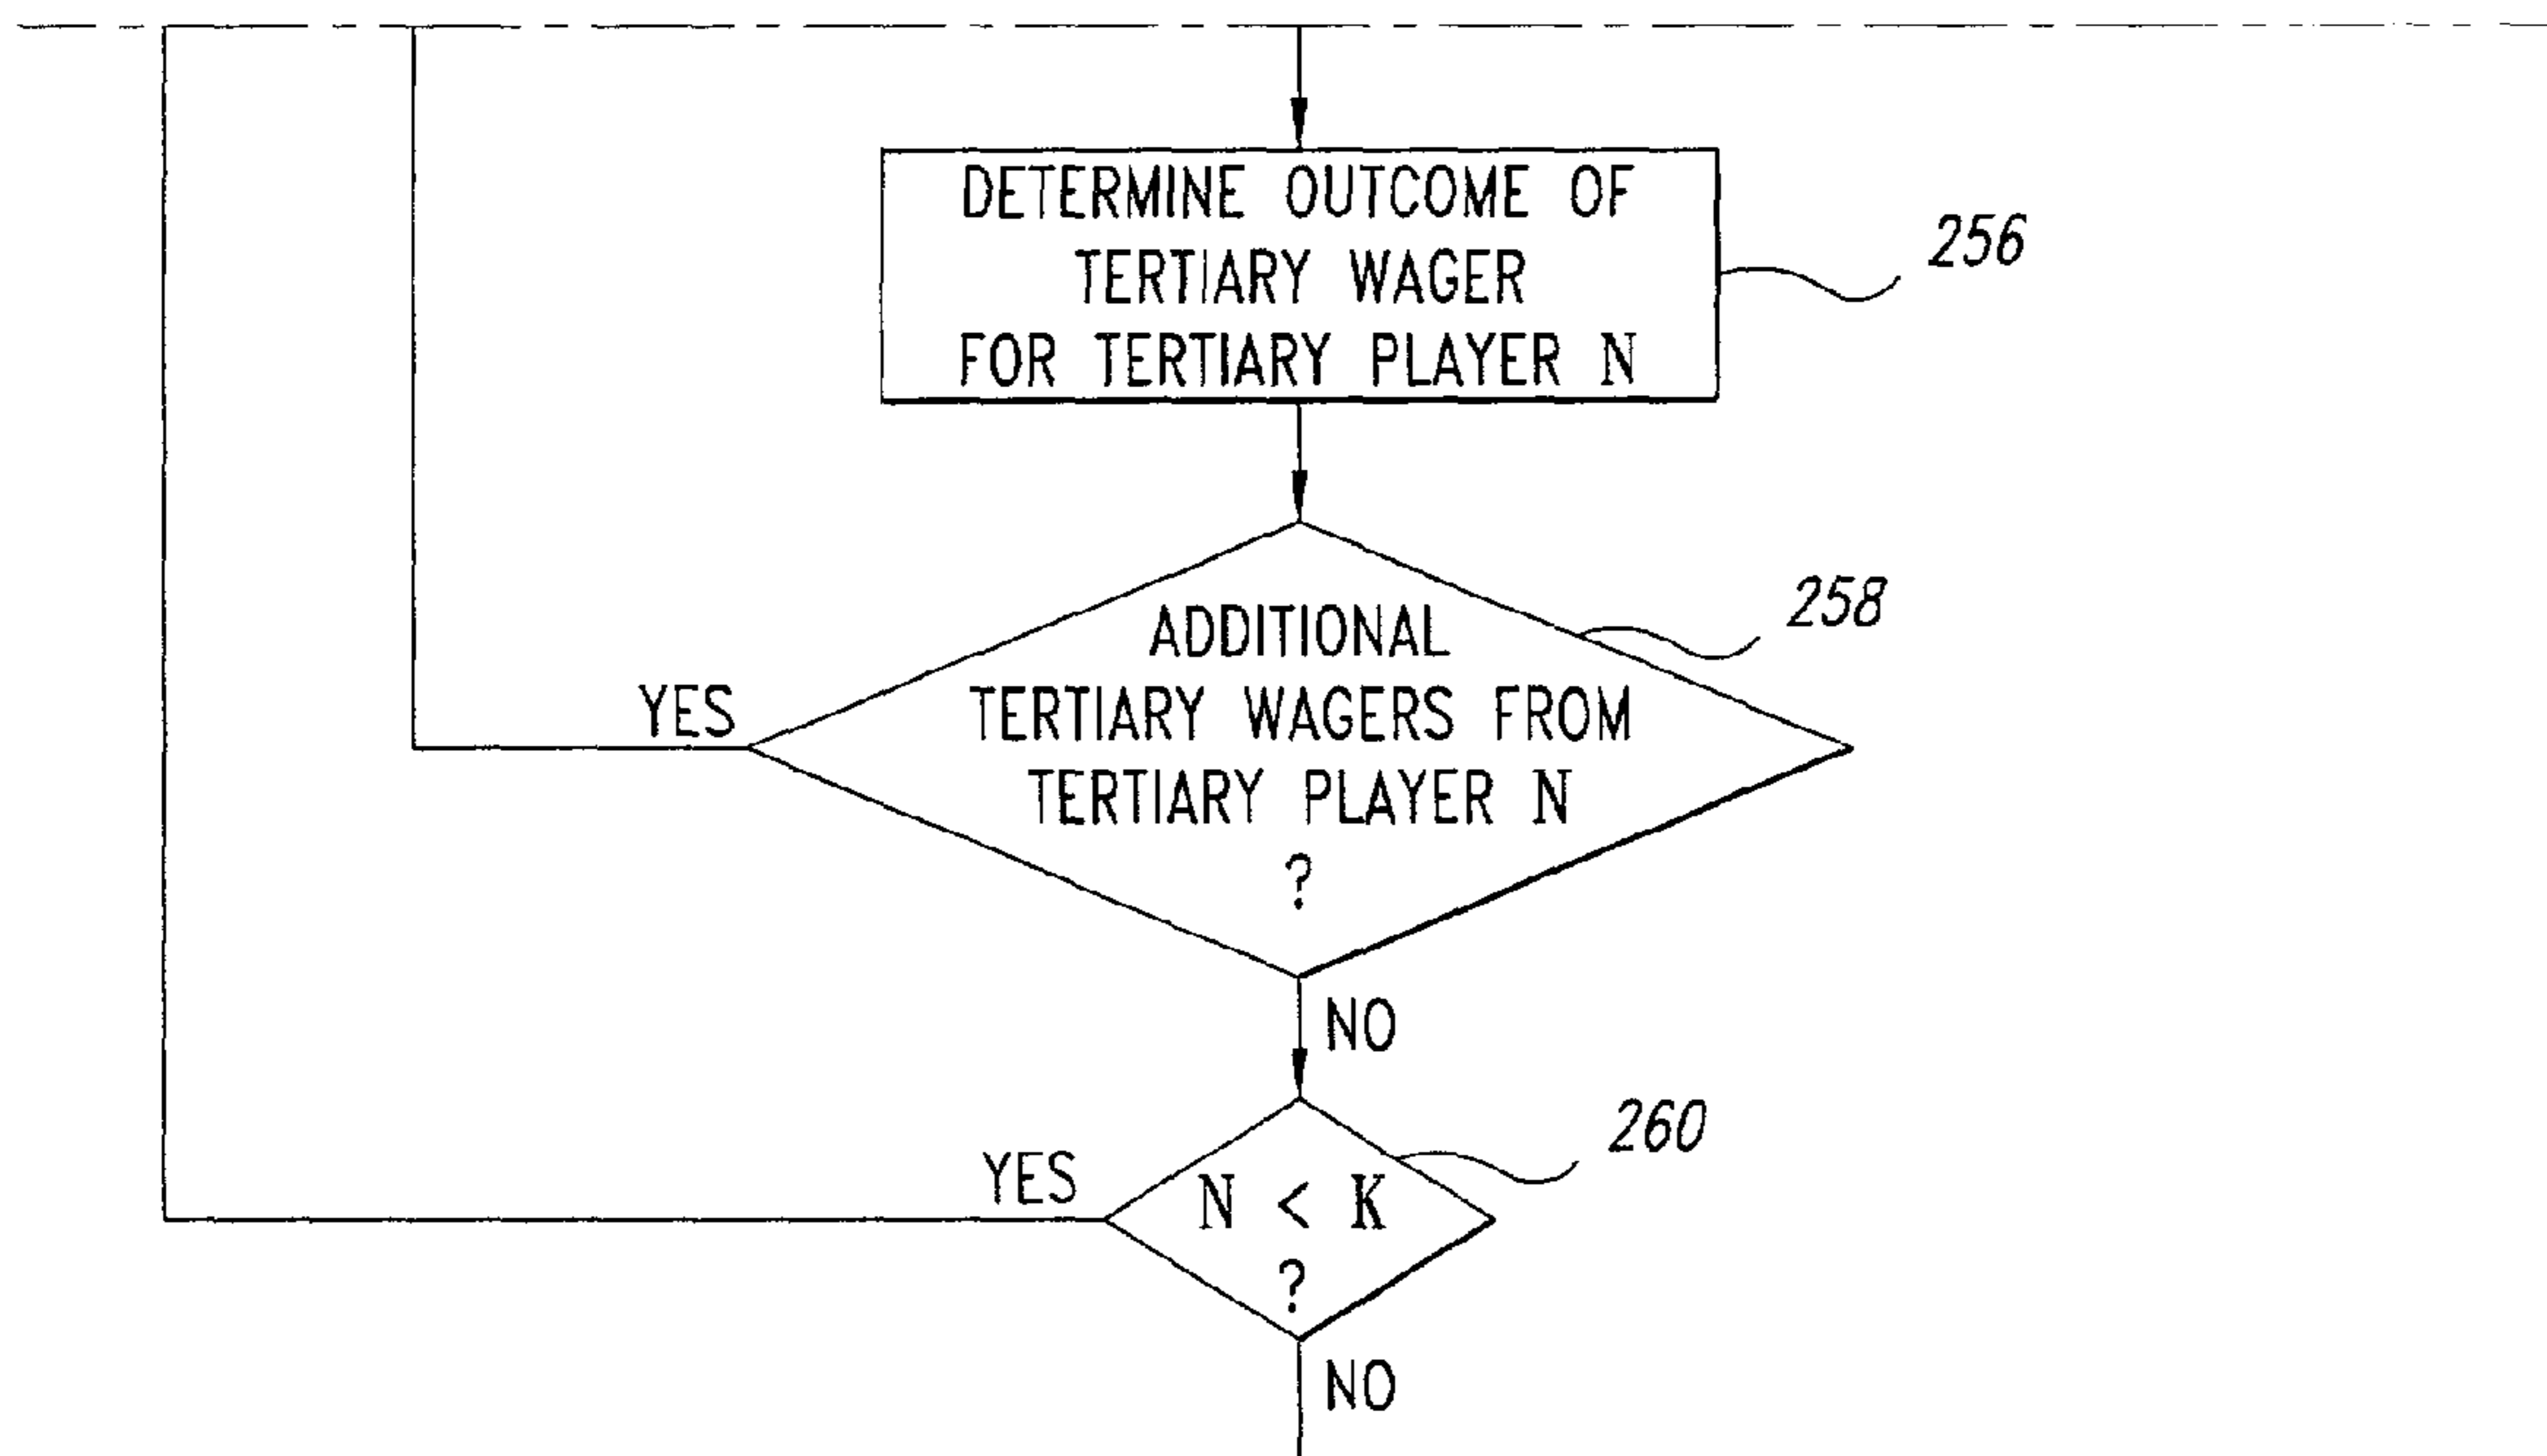 DETERMINE OUTCOME OF
TERTIARY WAGER
FOR TERTIARY PLAYER N
256
ADDITIONAL
TERTIARY WAGERS FROM
TERTIARY PLAYER N
?
258
YES
NO
N < K
?
260
YES
NO